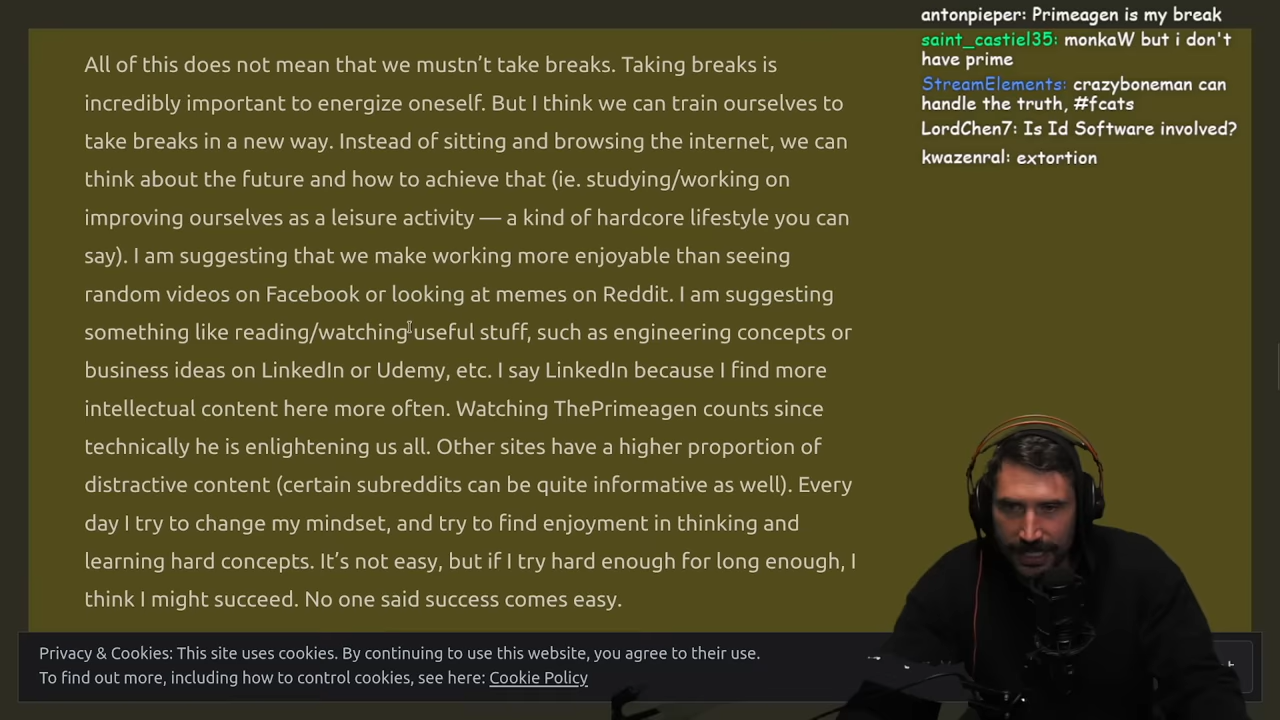 All of this does not mean that we mustn’t take breaks. Taking breaks is
incredibly important to energize oneself. But I think we can train ourselves to
take breaks in a new way. Instead of sitting and browsing the internet, we can
think about the future and how to achieve that (ie. studying/working on
improving ourselves as a leisure activity — a kind of hardcore lifestyle you can
say). I am suggesting that we make working more enjoyable than seeing
random videos on Facebook or looking at memes on Reddit. I am suggesting
something like reading/watching useful stuff, such as engineering concepts or
business ideas on LinkedIn or Udemy, etc. I say LinkedIn because I find more
intellectual content here more often. Watching ThePrimeagen counts since
technically he is enlightening us all. Other sites have a higher proportion of
distractive content (certain subreddits can be quite informative as well). Every
day I try to change my mindset, and try to find enjoyment in thinking and
learning hard concepts. It’s not easy, but if I try hard enough for long enough, I
think I might succeed. No one said success comes easy.
antonpieper: Primeagen is my break
saint_castiel35: monkaW but i don't
have prime
StreamElements: crazyboneman can
handle the truth, #fcats
LordChen7: Is Id Software involved?
kwazenral: extortion
Privacy & Cookies: This site uses cookies. By continuing to use this website, you agree to their use.
To find out more, including how to control cookies, see here: Cookie Policy